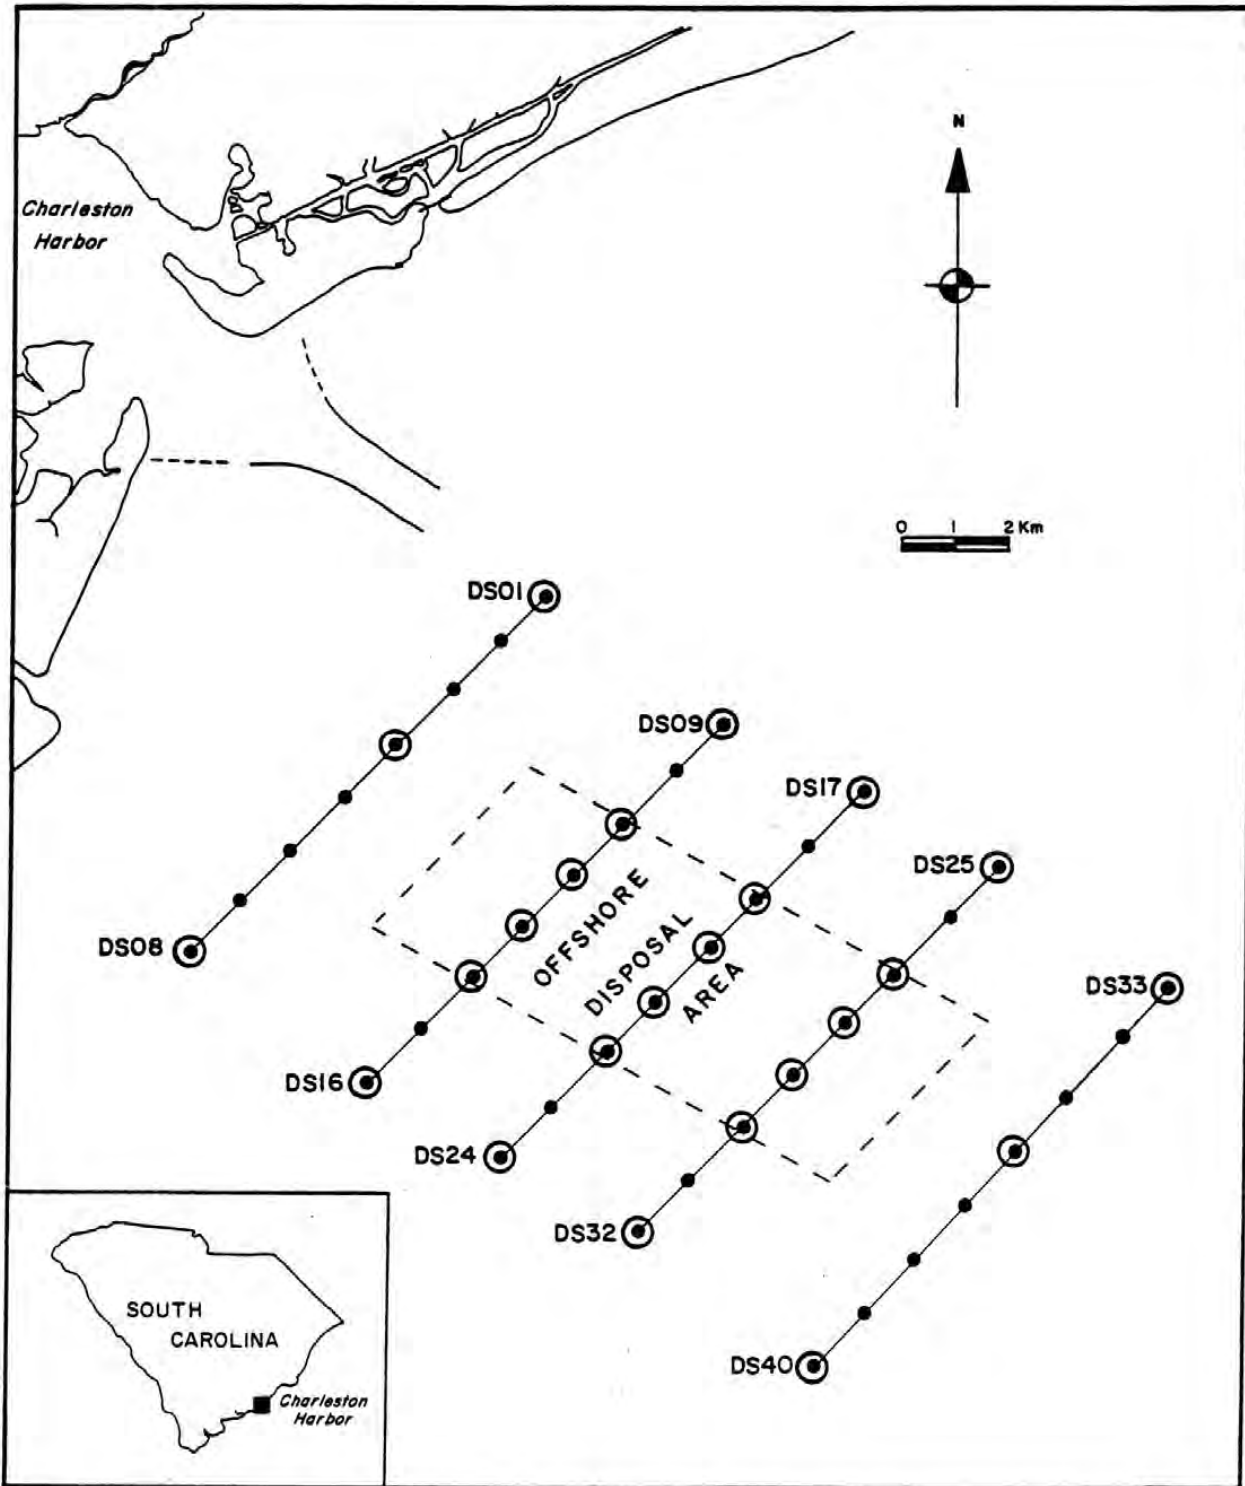 N
Charleston
Harbor
0 1 2 Km
DS01
DS09
DS17
DS25
DS08
OFFSHORE
DISPOSAL
AREA
DS33
DS16
DS24
DS32
DS40
SOUTH
CAROLINA
Charleston
Harbor